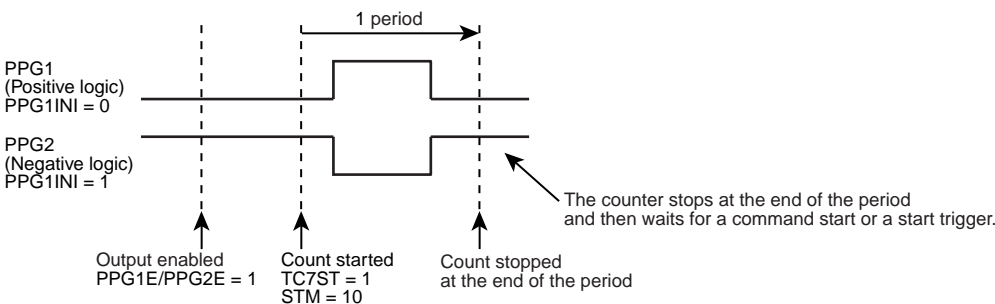 1 period
PPG1
(Positive logic)
PPG1INI = 0
PPG2
(Negative logic)
PPG1INI = 1
The counter stops at the end of the period
and then waits for a command start or a start trigger.
Output enabled
PPG1E/PPG2E = 1
Count started
TC7ST = 1
STM = 10
Count stopped
at the end of the period